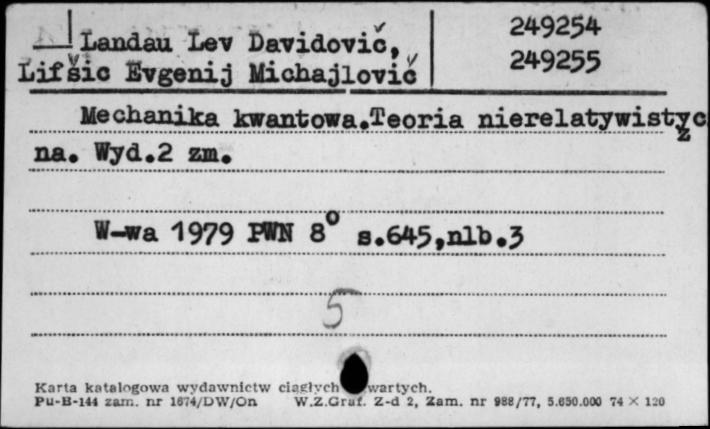 Landau Lev Davidovič,
249254
Lifšic Evgenij Michajlovič
249255
Mechanika kwantowa.Teoria nierelatywistycz
na. Wyd.2 zm.
W-wa 1979 PWN 8° s.645,nlb.3
5
Karta katalogowa wydawnictw ciągłych wartych.
Pu-B-144 zam. nr 1674/DW/On W.Z.Graf. Z-d 2, Zam. nr 988/77, 5.650.000 74 × 120